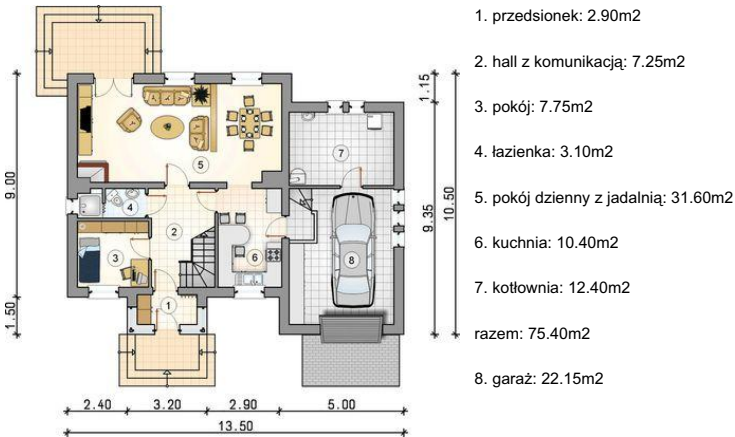 1. przedsionek: 2.90m2
2. hall z komunikacją: 7.25m2
3. pokój: 7.75m2
4. łazienka: 3.10m2
5. pokój dzienny z jadalnią: 31.60m2
6. kuchnia: 10.40m2
7. kotłownia: 12.40m2
razem: 75.40m2
8. garaż: 22.15m2
1.15
9.00
9.35
10.50
1.50
5
7
4
2
3
6
8
1
2.40 3.20 2.90 5.00
13.50